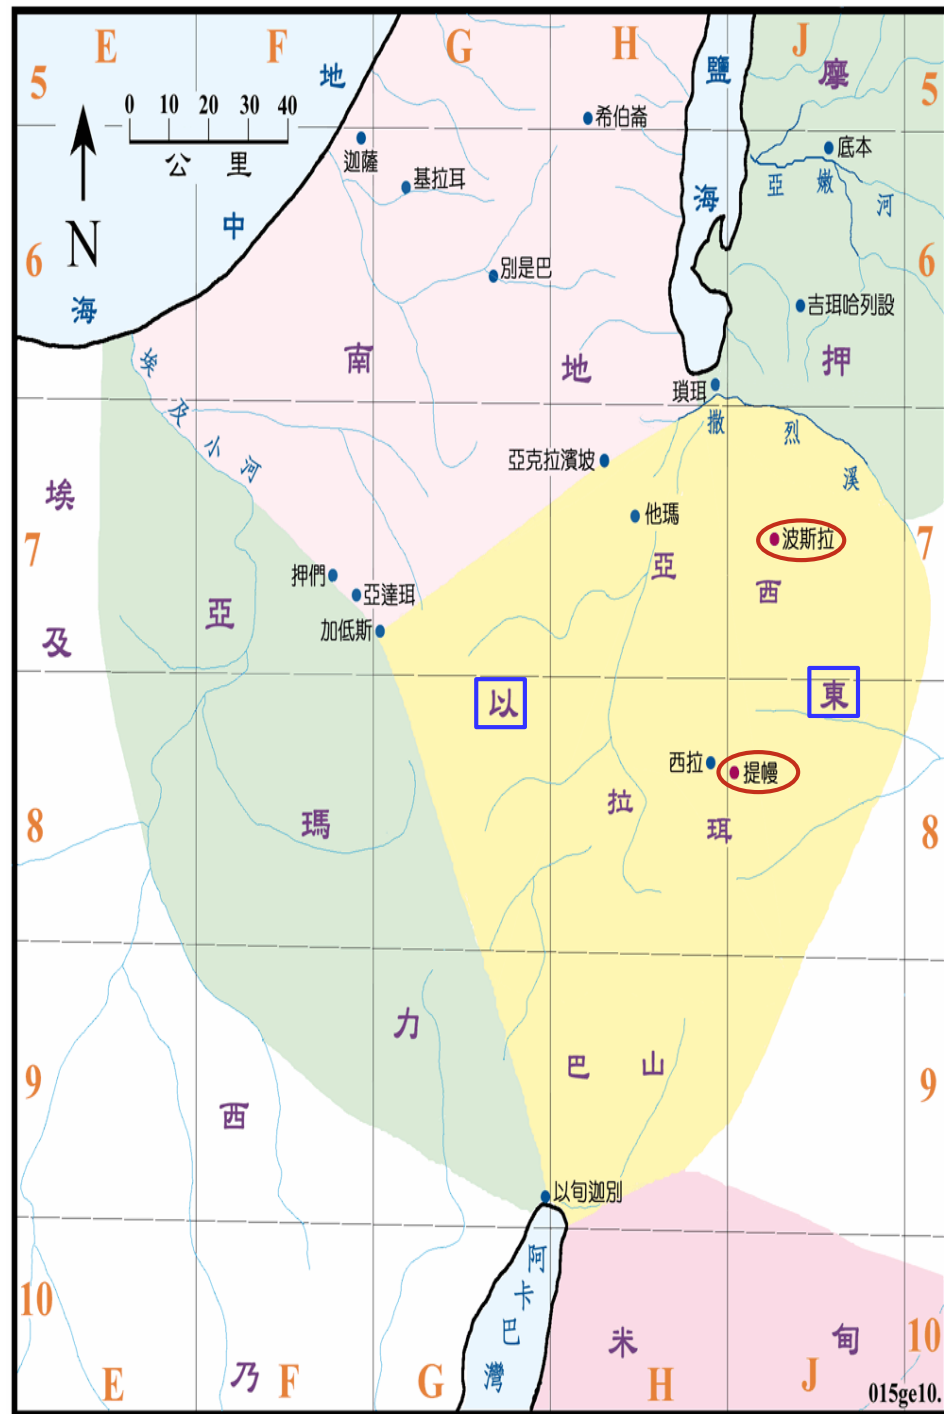 E F G H J
5 5
0 10 20 30 40
公里
N
地中海
鹽海
摩押
希伯崙
底本
迦薩
基拉耳
亞嫩河
6 6
別是巴
吉珥哈列設
南地
埃及小河
瑣珥
撒烈溪
亞克拉濱坡
埃及
7 7
他瑪
波斯拉
押們
亞達珥
加低斯
亞瑪力
亞拉巴
西珥山
以東
西拉
提幔
8 8
9 9
西乃
以旬迦別
阿卡巴灣
米甸
10 10
E F G H J
015ge10.